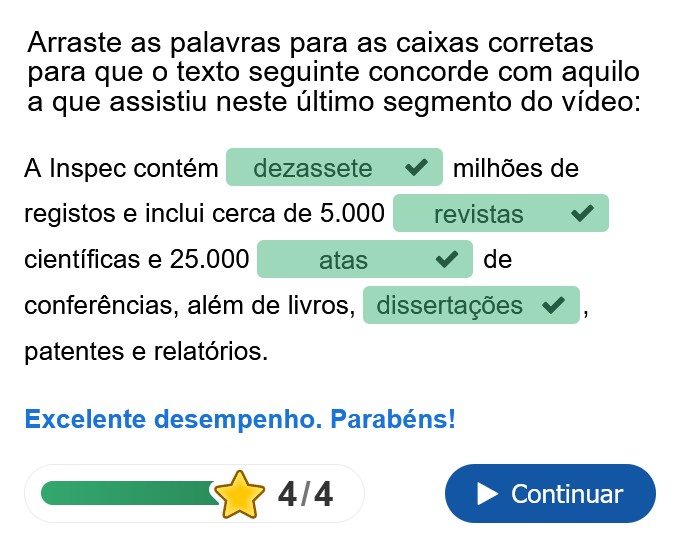 Arraste as palavras para as caixas corretas
para que o texto seguinte concorde com aquilo
a que assistiu neste último segmento do vídeo:
A Inspec contém dezassete milhões de
registos e inclui cerca de 5.000 revistas
científicas e 25.000 atas de
conferências, além de livros, dissertações ,
patentes e relatórios.
Excelente desempenho. Parabéns!
4/4
Continuar